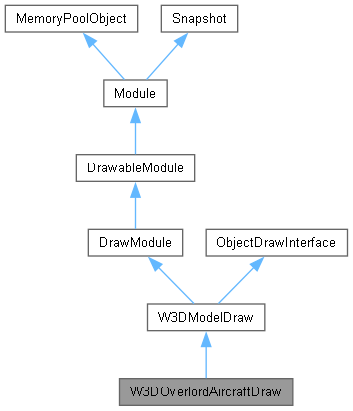 MemoryPoolObject
Snapshot
Module
DrawableModule
DrawModule
ObjectDrawInterface
W3DModelDraw
W3DOverlordAircraftDraw